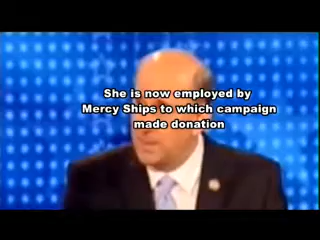 She is now employed by
Mercy Ships to which campaign
made donation